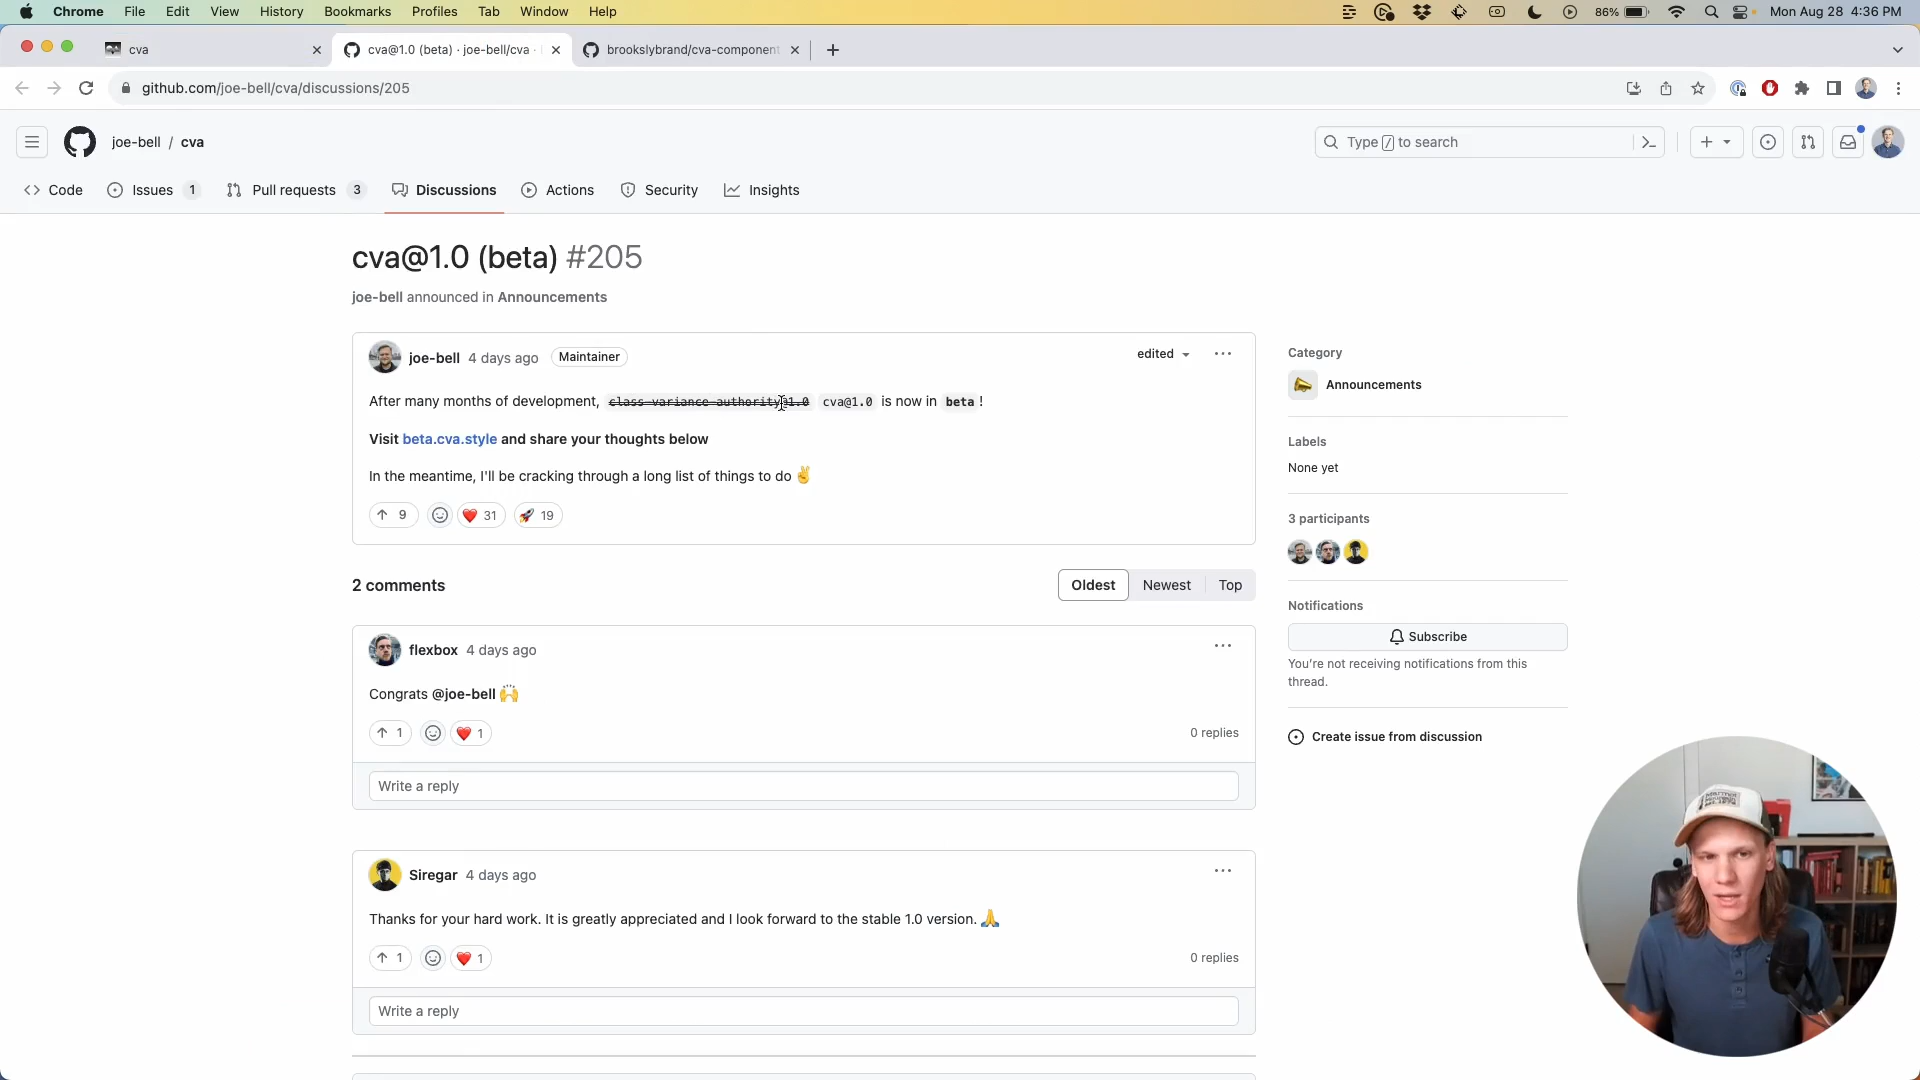 Chrome File Edit View History Bookmarks Profiles Tab Window Help 86% Mon Aug 28 4:36 PM
cva
cva@1.0 (beta) · joe-bell/cva ·
brookslybrand/cva-component
github.com/joe-bell/cva/discussions/205
joe-bell / cva
Type / to search
Code Issues 1 Pull requests 3 Discussions Actions Security Insights
cva@1.0 (beta) #205
joe-bell announced in Announcements
joe-bell 4 days ago Maintainer edited
After many months of development, class-variance-authority@1.0 cva@1.0 is now in beta !
Visit beta.cva.style and share your thoughts below
In the meantime, I'll be cracking through a long list of things to do ✌️
9 ❤️ 31 🚀 19
2 comments
Oldest Newest Top
flexbox 4 days ago
Congrats @joe-bell 🙌
1 ❤️ 1 0 replies
Write a reply
Siregar 4 days ago
Thanks for your hard work. It is greatly appreciated and I look forward to the stable 1.0 version. 🙏
1 ❤️ 1 0 replies
Write a reply
Category
Announcements
Labels
None yet
3 participants
Notifications
Subscribe
You're not receiving notifications from this
thread.
Create issue from discussion